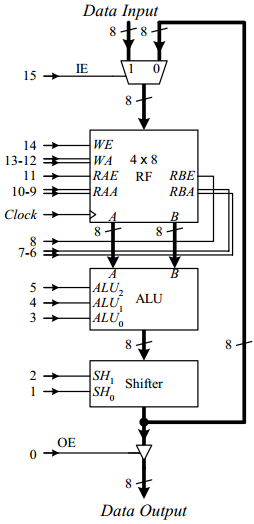 Data Input
8 8
15 IE 1 0
8
14 WE 4 x 8
13-12 WA RF
11 RAE RBE
10-9 RAA RBA
Clock A B
8 8 8
7-6
A B
5 ALU2 ALU
4 ALU1
3 ALU0
8 8
2 SH1 Shifter
1 SH0
0 OE
8
Data Output